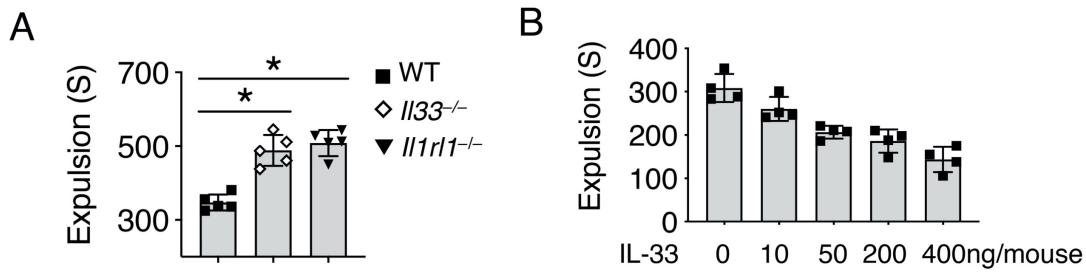 A
Expulsion (S)
700
500
300
*
*
WT
Il33–/–
Il1rl1–/–
B
Expulsion (S)
400
300
200
100
0
IL-33 0 10 50 200 400ng/mouse